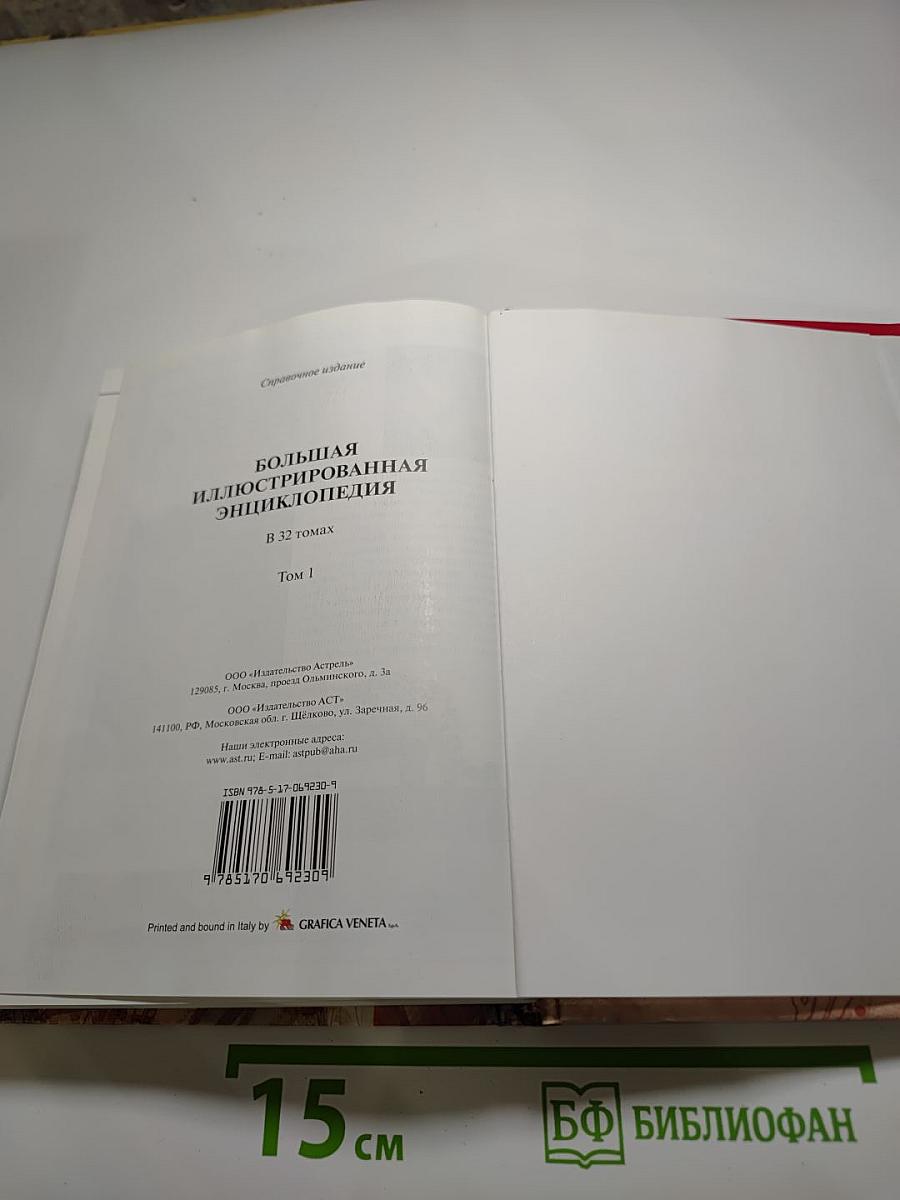 Справочное издание
БОЛЬШАЯ
ИЛЛЮСТРИРОВАННАЯ
ЭНЦИКЛОПЕДИЯ
В 32 томах
Том 1
ООО «Издательство Астрель»
129085, г. Москва, проезд Ольминского, д. 3а
ООО «Издательство АСТ»
141100, РФ, Московская обл. г. Щёлково, ул. Заречная, д. 96
Наши электронные адреса:
www.ast.ru; E-mail: astpub@aha.ru
ISBN 978-5-17-069230-9
9 785170 692309
Printed and bound in Italy by GRAFICA VENETA S.p.A.
15 см
БФ БИБЛИОФАН